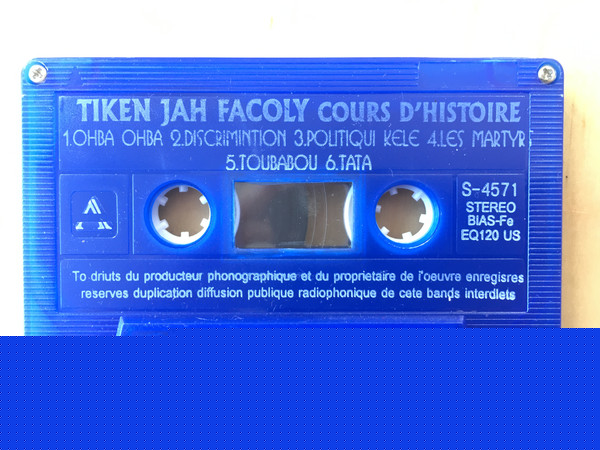 TIKEN JAH FACOLY COURS D'HISTOIRE
1.OHBA OHBA 2.DISCRIMINTION 3.POLITIQUI KELE 4.LES MARTYRS
5.TOUBABOU 6.TATA
A
S-4571
STEREO
BIAS-Fe
EQ120 US
To driuts du producteur phonographique et du proprietaire de l'oeuvre enregisres
reserves duplication diffusion publique radiophonique de cete bands interdlets